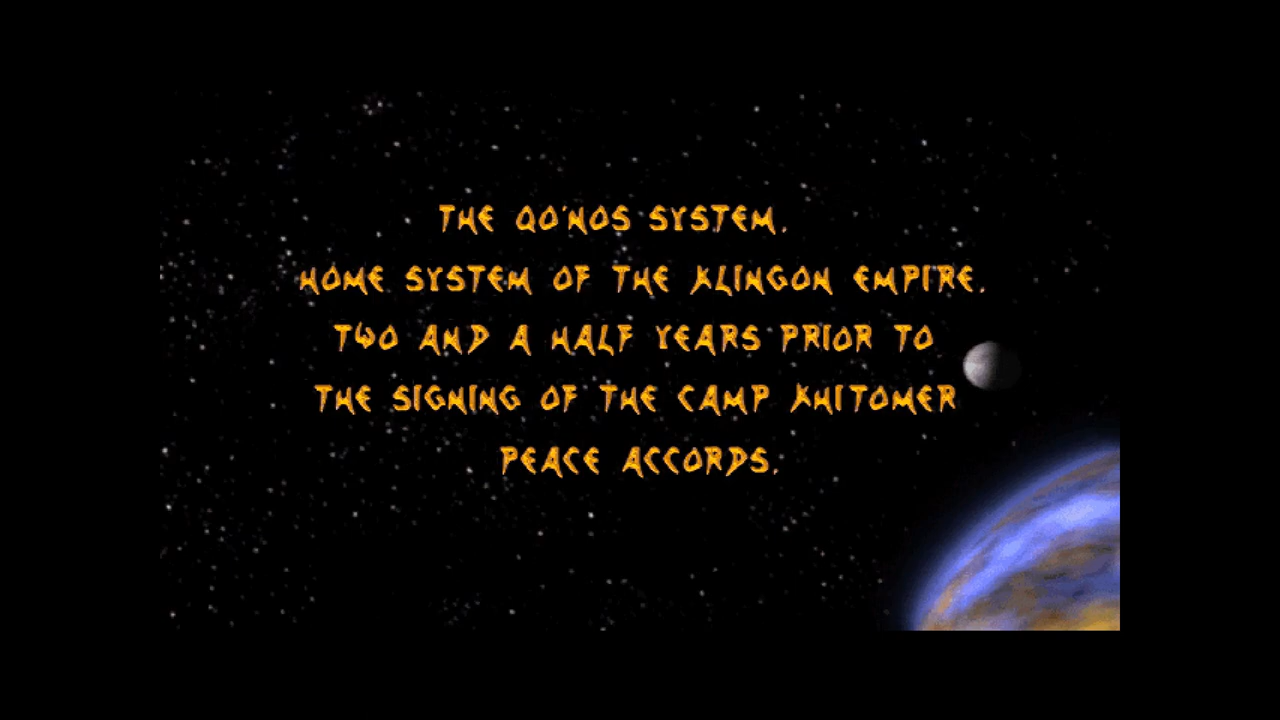 THE QO'NOS SYSTEM.
HOME SYSTEM OF THE KLINGON EMPIRE.
TWO AND A HALF YEARS PRIOR TO
THE SIGNING OF THE CAMP KHITOMER
PEACE ACCORDS.